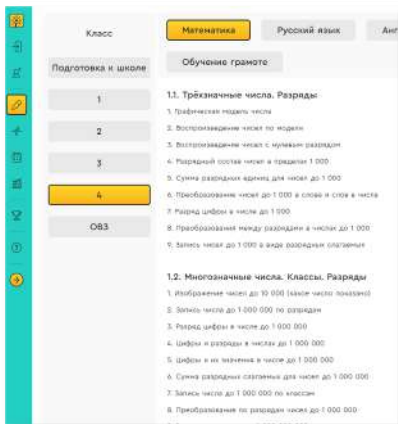 Класс
Подготовка к школе
1
2
3
4
ОВЗ
Математика
Русский язык
Анг
Обучение грамоте
1.1. Трёхзначные числа. Разряды
1. Графическая модель числа
2. Воспроизведение чисел по модели
3. Воспроизведение чисел с нулевым разрядом
4. Разрядный состав чисел в пределах 1 000
5. Сумма разрядных единиц для чисел до 1 000
6. Преобразование чисел до 1 000 в слова и слов в числа
7. Разряд цифры в числе до 1 000
8. Преобразования между разрядами в числах до 1 000
9. Запись чисел до 1 000 в виде разрядных слагаемых
1.2. Многозначные числа. Классы. Разряды
1. Изображение чисел до 10 000 (какое число показано)
2. Запись числа до 1 000 000 по разрядам
3. Разряд цифры в числе до 1 000 000
4. Цифры и разряды в числах до 1 000 000
5. Цифры и их значения в числе до 1 000 000
6. Сумма разрядных слагаемых для чисел до 1 000 000
7. Запись числа до 1 000 000 по классам
8. Преобразование по разрядам чисел до 1 000 000